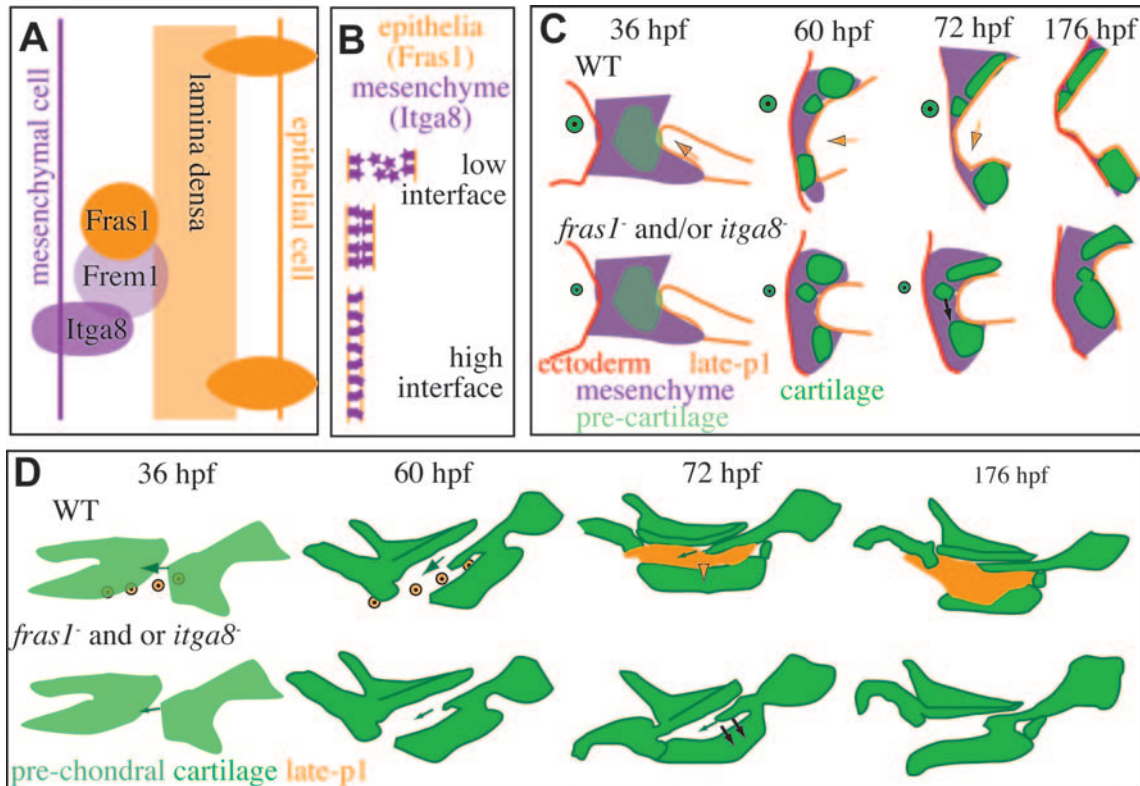 A
mesenchymal cell
Fras1
Frem1
Itga8
lamina densa
epithelial cell
B
epithelia
(Fras1)
mesenchyme
(Itga8)
low
interface
high
interface
C
36 hpf
60 hpf
72 hpf
176 hpf
WT
fras1- and/or itga8-
ectoderm
late-p1
mesenchyme
cartilage
pre-cartilage
D
36 hpf
60 hpf
72 hpf
176 hpf
WT
fras1- and or itga8-
pre-chondral cartilage late-p1